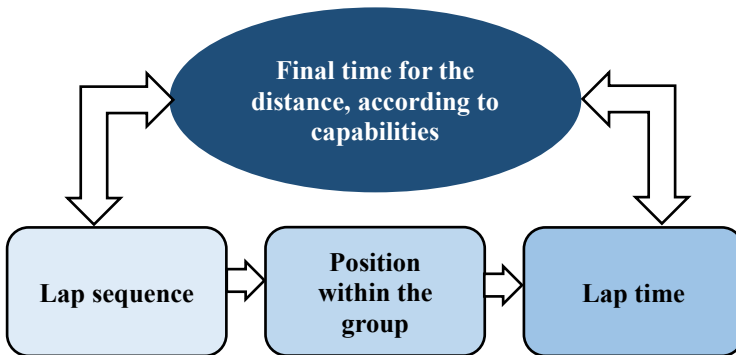 Final time for the
distance, according to
capabilities
Lap sequence
Position
within the
group
Lap time